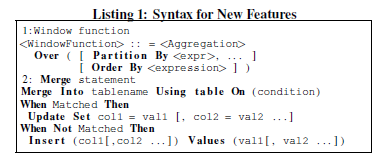 Listing 1: Syntax for New Features
1:Window function
<WindowFunction> :: = <Aggregation>
Over ( [ Partition By <expr>, ... ]
[ Order By <expression> ] )
2: Merge statement
Merge Into tablename Using table On (condition)
When Matched Then
Update Set col1 = val1 [, col2 = val2 ...]
When Not Matched Then
Insert (col1[,col2 ...]) Values (val1[, val2 ...])